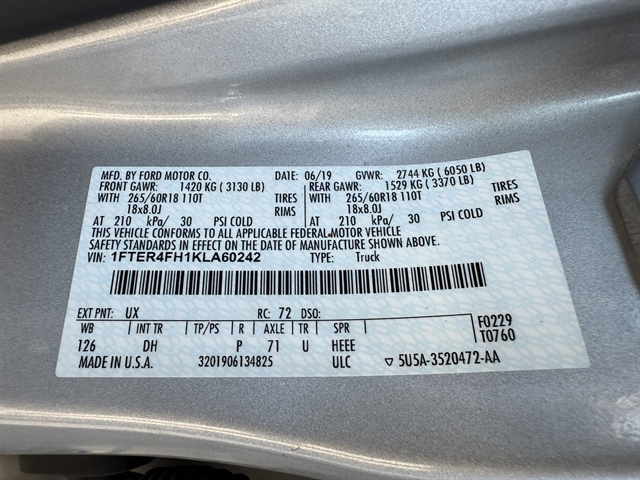 MFD. BY FORD MOTOR CO. DATE: 06/19 GVWR: 2744 KG ( 6050 LB)
FRONT GAWR: 1420 KG ( 3130 LB) REAR GAWR: 1529 KG ( 3370 LB)
WITH 265/60R18 110T TIRES WITH 265/60R18 110T TIRES
18x8.0J RIMS 18x8.0J RIMS
AT 210 kPa/ 30 PSI COLD AT 210 kPa/ 30 PSI COLD
THIS VEHICLE CONFORMS TO ALL APPLICABLE FEDERAL MOTOR VEHICLE
SAFETY STANDARDS IN EFFECT ON THE DATE OF MANUFACTURE SHOWN ABOVE.
VIN: 1FTER4FH1KLA60242 TYPE: Truck
EXT PNT: UX RC: 72 DSO: F0229
WB INT TR TP/PS R AXLE TR SPR T0760
126 DH P 71 U HEEE
MADE IN U.S.A. 3201906134825 ULC ▽ 5U5A-3520472-AA